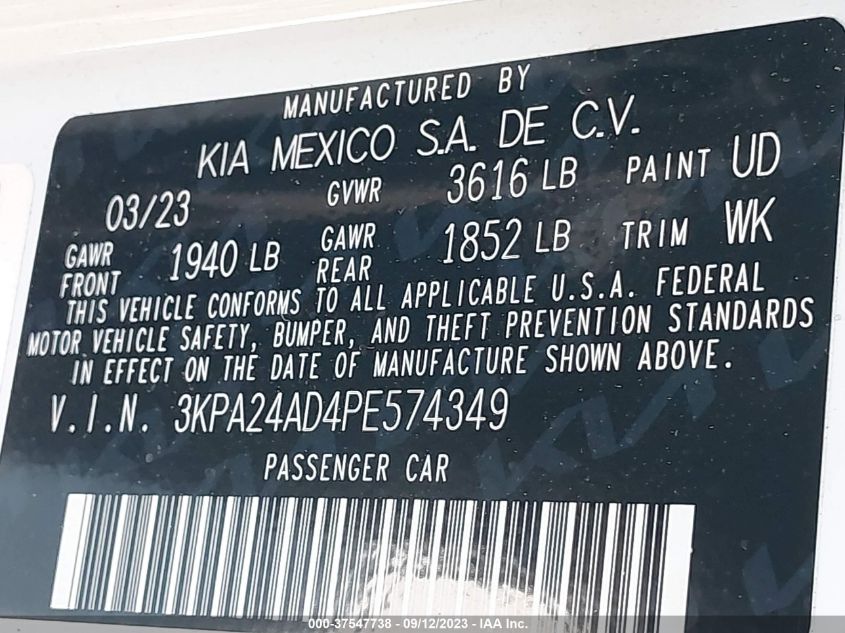 MANUFACTURED BY
KIA MEXICO S.A. DE C.V.
03/23 GVWR 3616 LB PAINT UD
GAWR FRONT 1940 LB GAWR REAR 1852 LB TRIM WK
THIS VEHICLE CONFORMS TO ALL APPLICABLE U.S.A. FEDERAL
MOTOR VEHICLE SAFETY, BUMPER, AND THEFT PREVENTION STANDARDS
IN EFFECT ON THE DATE OF MANUFACTURE SHOWN ABOVE.
V.I.N. 3KPA24AD4PE574349
PASSENGER CAR
000-37547738 - 09/12/2023 - IAA Inc.